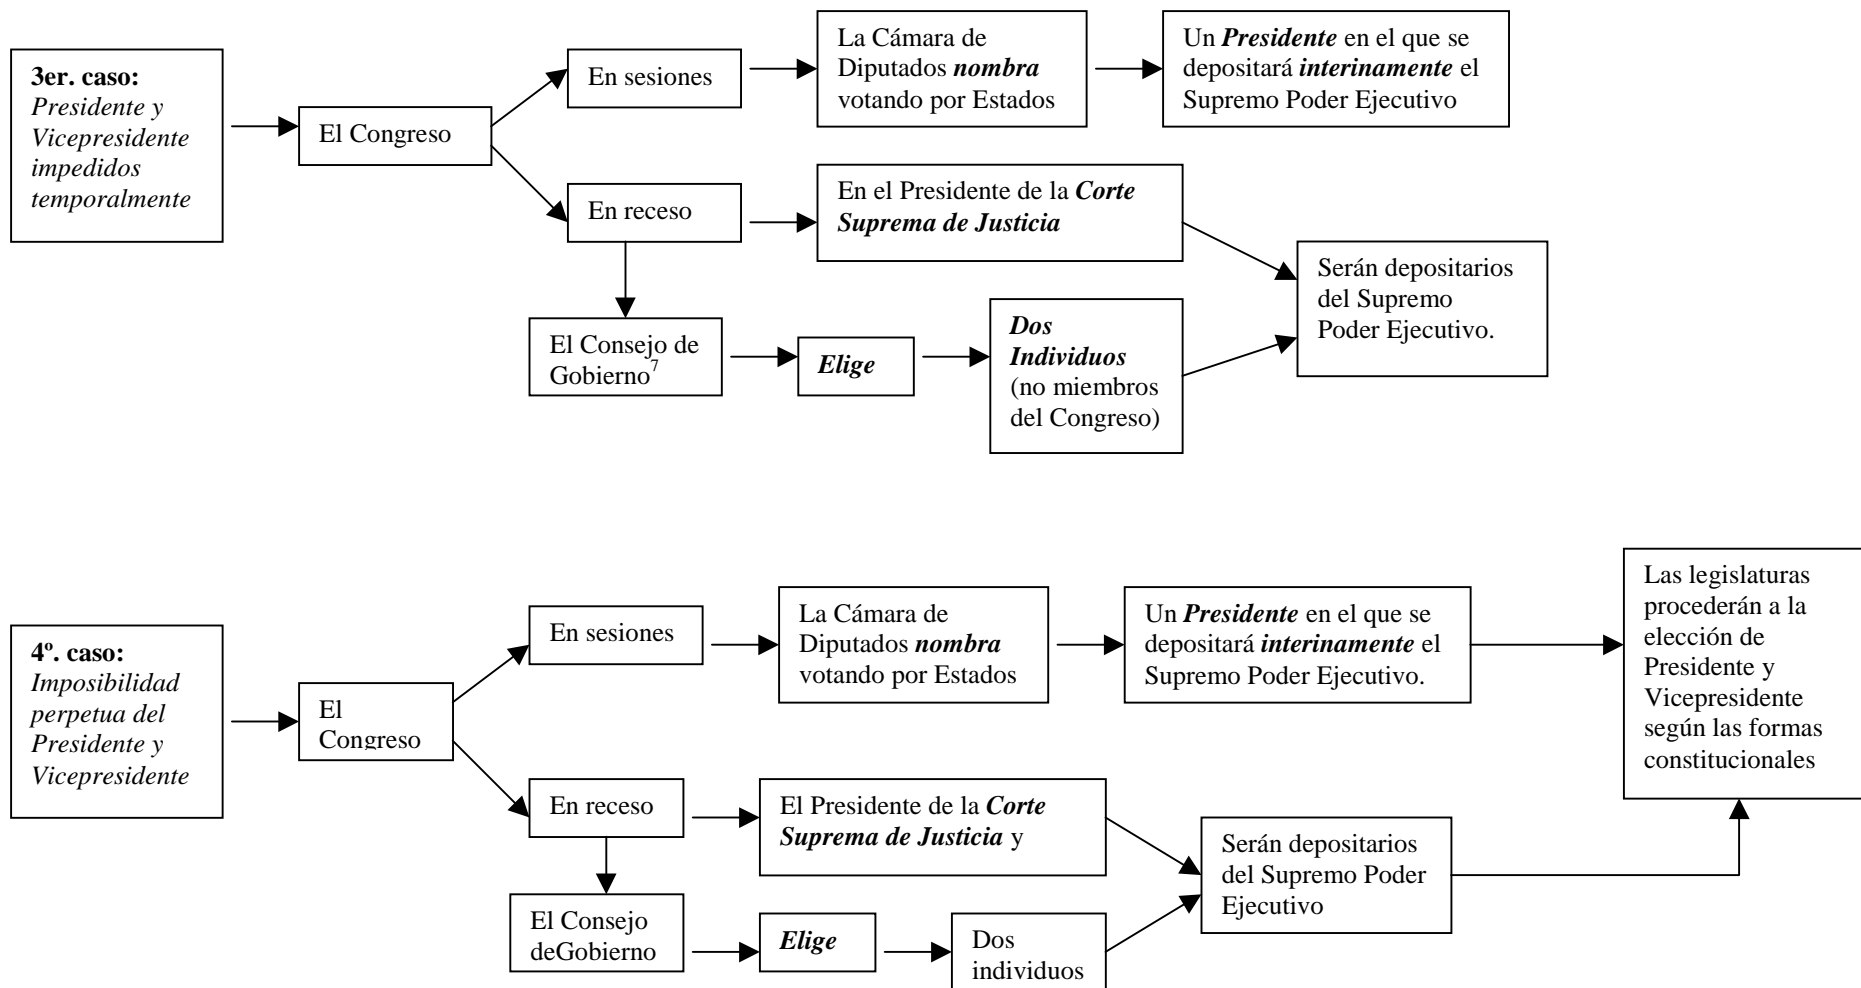 3er. caso:
Presidente y
Vicepresidente
impedidos
temporalmente
El Congreso
En sesiones
La Cámara de
Diputados nombra
votando por Estados
Un Presidente en el que se
depositará interinamente el
Supremo Poder Ejecutivo
En receso
En el Presidente de la Corte
Suprema de Justicia
El Consejo de
Gobierno7
Elige
Dos
Individuos
(no miembros
del Congreso)
Serán depositarios
del Supremo
Poder Ejecutivo.
4º. caso:
Imposibilidad
perpetua del
Presidente y
Vicepresidente
El
Congreso
En sesiones
La Cámara de
Diputados nombra
votando por Estados
Un Presidente en el que se
depositará interinamente el
Supremo Poder Ejecutivo.
Las legislaturas
procederán a la
elección de
Presidente y
Vicepresidente
según las formas
constitucionales
En receso
El Presidente de la Corte
Suprema de Justicia y
El Consejo
deGobierno
Elige
Dos
individuos
Serán depositarios
del Supremo Poder
Ejecutivo